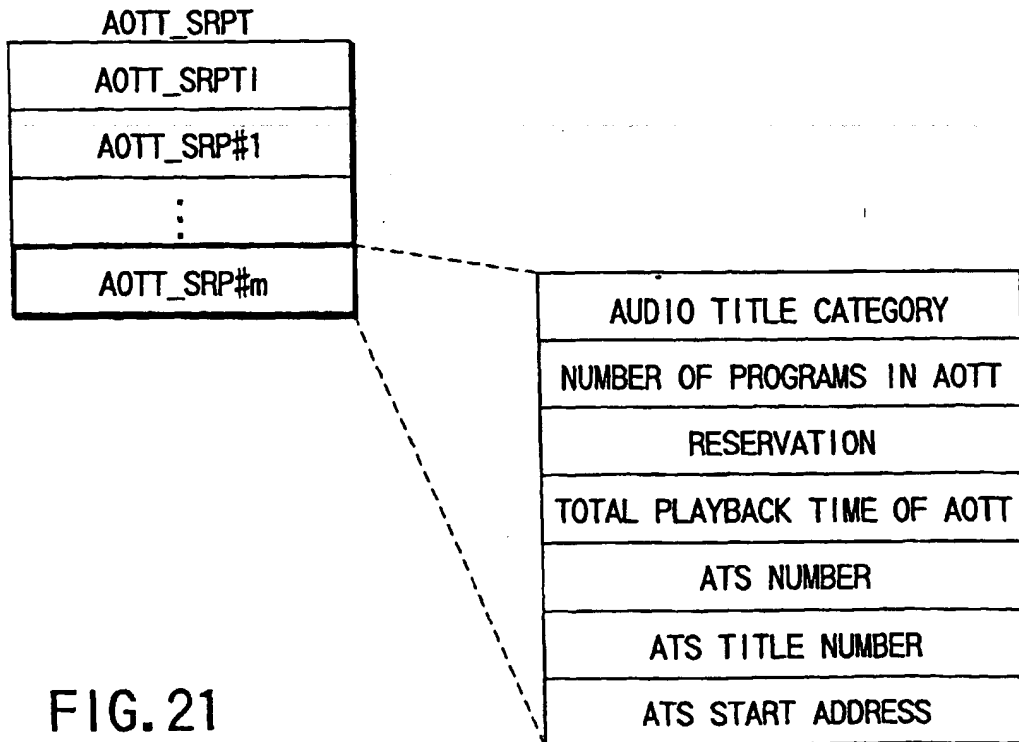 AOTT_SRPT
AOTT_SRPTI
AOTT_SRP#1
⋮
AOTT_SRP#m
AUDIO TITLE CATEGORY
NUMBER OF PROGRAMS IN AOTT
RESERVATION
TOTAL PLAYBACK TIME OF AOTT
ATS NUMBER
ATS TITLE NUMBER
ATS START ADDRESS
FIG. 21